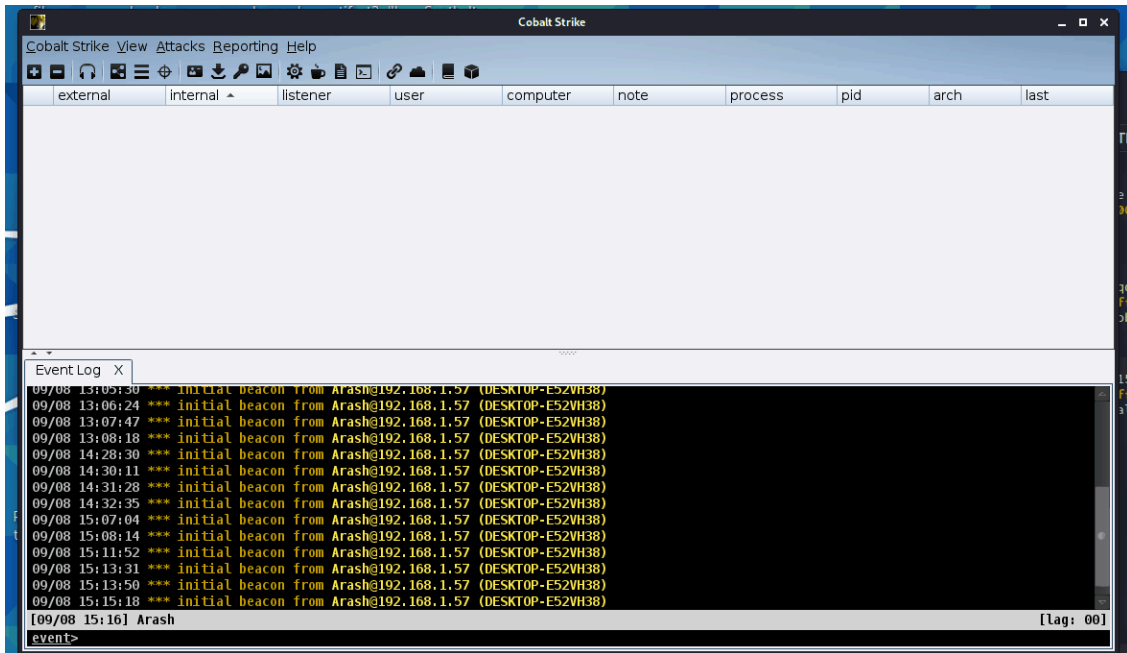 Cobalt Strike
Cobalt Strike View Attacks Reporting Help
external internal listener user computer note process pid arch last
Event Log X
09/08 13:05:30 *** initial beacon from Arash@192.168.1.57 (DESKTOP-E52VH38)
09/08 13:06:24 *** initial beacon from Arash@192.168.1.57 (DESKTOP-E52VH38)
09/08 13:07:47 *** initial beacon from Arash@192.168.1.57 (DESKTOP-E52VH38)
09/08 13:08:18 *** initial beacon from Arash@192.168.1.57 (DESKTOP-E52VH38)
09/08 14:28:30 *** initial beacon from Arash@192.168.1.57 (DESKTOP-E52VH38)
09/08 14:30:11 *** initial beacon from Arash@192.168.1.57 (DESKTOP-E52VH38)
09/08 14:31:28 *** initial beacon from Arash@192.168.1.57 (DESKTOP-E52VH38)
09/08 14:32:35 *** initial beacon from Arash@192.168.1.57 (DESKTOP-E52VH38)
09/08 15:07:04 *** initial beacon from Arash@192.168.1.57 (DESKTOP-E52VH38)
09/08 15:08:14 *** initial beacon from Arash@192.168.1.57 (DESKTOP-E52VH38)
09/08 15:11:52 *** initial beacon from Arash@192.168.1.57 (DESKTOP-E52VH38)
09/08 15:13:31 *** initial beacon from Arash@192.168.1.57 (DESKTOP-E52VH38)
09/08 15:13:50 *** initial beacon from Arash@192.168.1.57 (DESKTOP-E52VH38)
09/08 15:15:18 *** initial beacon from Arash@192.168.1.57 (DESKTOP-E52VH38)
[09/08 15:16] Arash [lag: 00]
event>